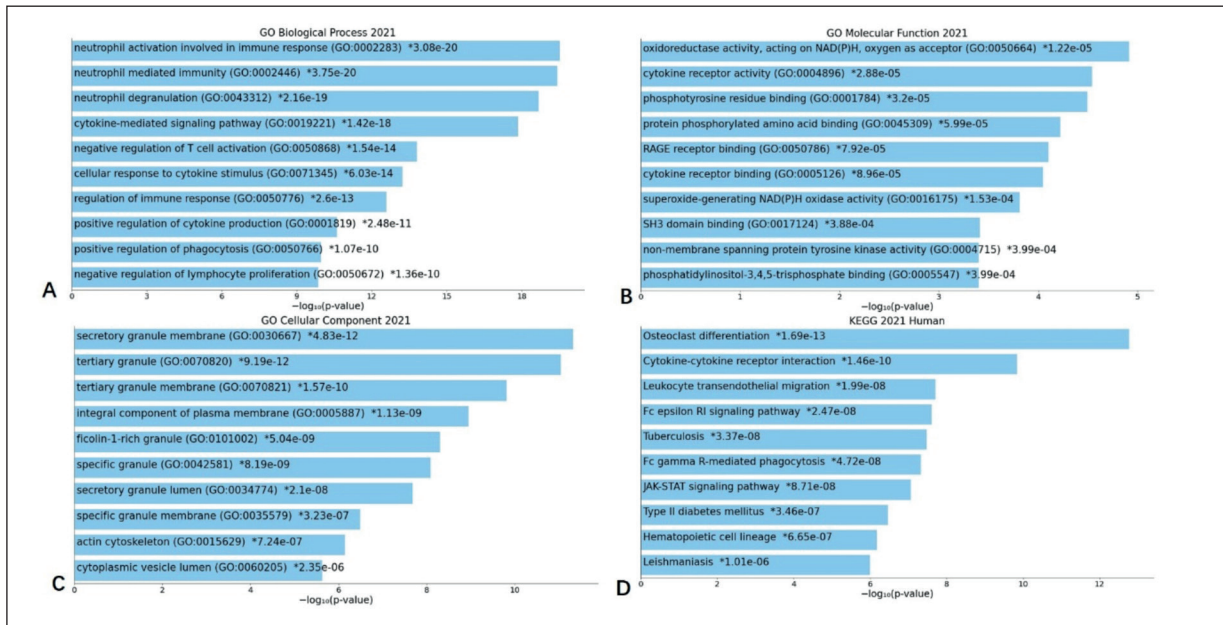 GO Biological Process 2021
neutrophil activation involved in immune response (GO:0002283) *3.08e-20
neutrophil mediated immunity (GO:0002446) *3.75e-20
neutrophil degranulation (GO:0043312) *2.16e-19
cytokine-mediated signaling pathway (GO:0019221) *1.42e-18
negative regulation of T cell activation (GO:0050868) *1.54e-14
cellular response to cytokine stimulus (GO:0071345) *6.03e-14
regulation of immune response (GO:0050776) *2.6e-13
positive regulation of cytokine production (GO:0001819) *2.48e-11
positive regulation of phagocytosis (GO:0050766) *1.07e-10
negative regulation of lymphocyte proliferation (GO:0050672) *1.36e-10
A
0 3 6 9 12 15 18
−log₁₀(p-value)
GO Molecular Function 2021
oxidoreductase activity, acting on NAD(P)H, oxygen as acceptor (GO:0050664) *1.22e-05
cytokine receptor activity (GO:0004896) *2.88e-05
phosphotyrosine residue binding (GO:0001784) *3.2e-05
protein phosphorylated amino acid binding (GO:0045309) *5.99e-05
RAGE receptor binding (GO:0050786) *7.92e-05
cytokine receptor binding (GO:0005126) *8.96e-05
superoxide-generating NAD(P)H oxidase activity (GO:0016175) *1.53e-04
SH3 domain binding (GO:0017124) *3.88e-04
non-membrane spanning protein tyrosine kinase activity (GO:0004715) *3.99e-04
phosphatidylinositol-3,4,5-trisphosphate binding (GO:0005547) *3.99e-04
B
0 1 2 3 4 5
−log₁₀(p-value)
GO Cellular Component 2021
secretory granule membrane (GO:0030667) *4.83e-12
tertiary granule (GO:0070820) *9.19e-12
tertiary granule membrane (GO:0070821) *1.57e-10
integral component of plasma membrane (GO:0005887) *1.13e-09
ficolin-1-rich granule (GO:0101002) *5.04e-09
specific granule (GO:0042581) *8.19e-09
secretory granule lumen (GO:0034774) *2.1e-08
specific granule membrane (GO:0035579) *3.23e-07
actin cytoskeleton (GO:0015629) *7.24e-07
cytoplasmic vesicle lumen (GO:0060205) *2.35e-06
C
0 2 4 6 8 10
−log₁₀(p-value)
KEGG 2021 Human
Osteoclast differentiation *1.69e-13
Cytokine-cytokine receptor interaction *1.46e-10
Leukocyte transendothelial migration *1.99e-08
Fc epsilon RI signaling pathway *2.47e-08
Tuberculosis *3.37e-08
Fc gamma R-mediated phagocytosis *4.72e-08
JAK-STAT signaling pathway *8.71e-08
Type II diabetes mellitus *3.46e-07
Hematopoietic cell lineage *6.65e-07
Leishmaniasis *1.01e-06
D
0 2 4 6 8 10 12
−log₁₀(p-value)